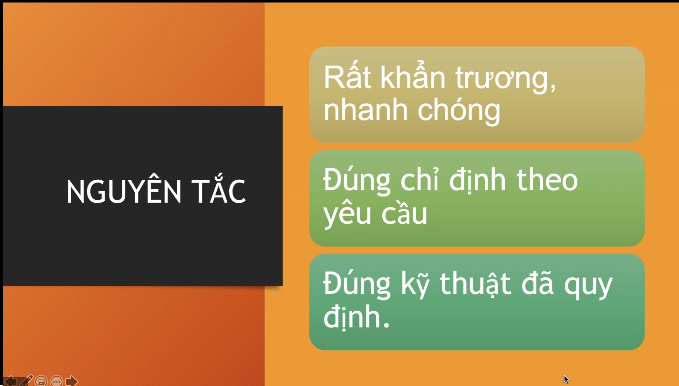 NGUYÊN TẮC
Rất khẩn trương,
nhanh chóng
Đúng chỉ định theo
yêu cầu
Đúng kỹ thuật đã quy
định.